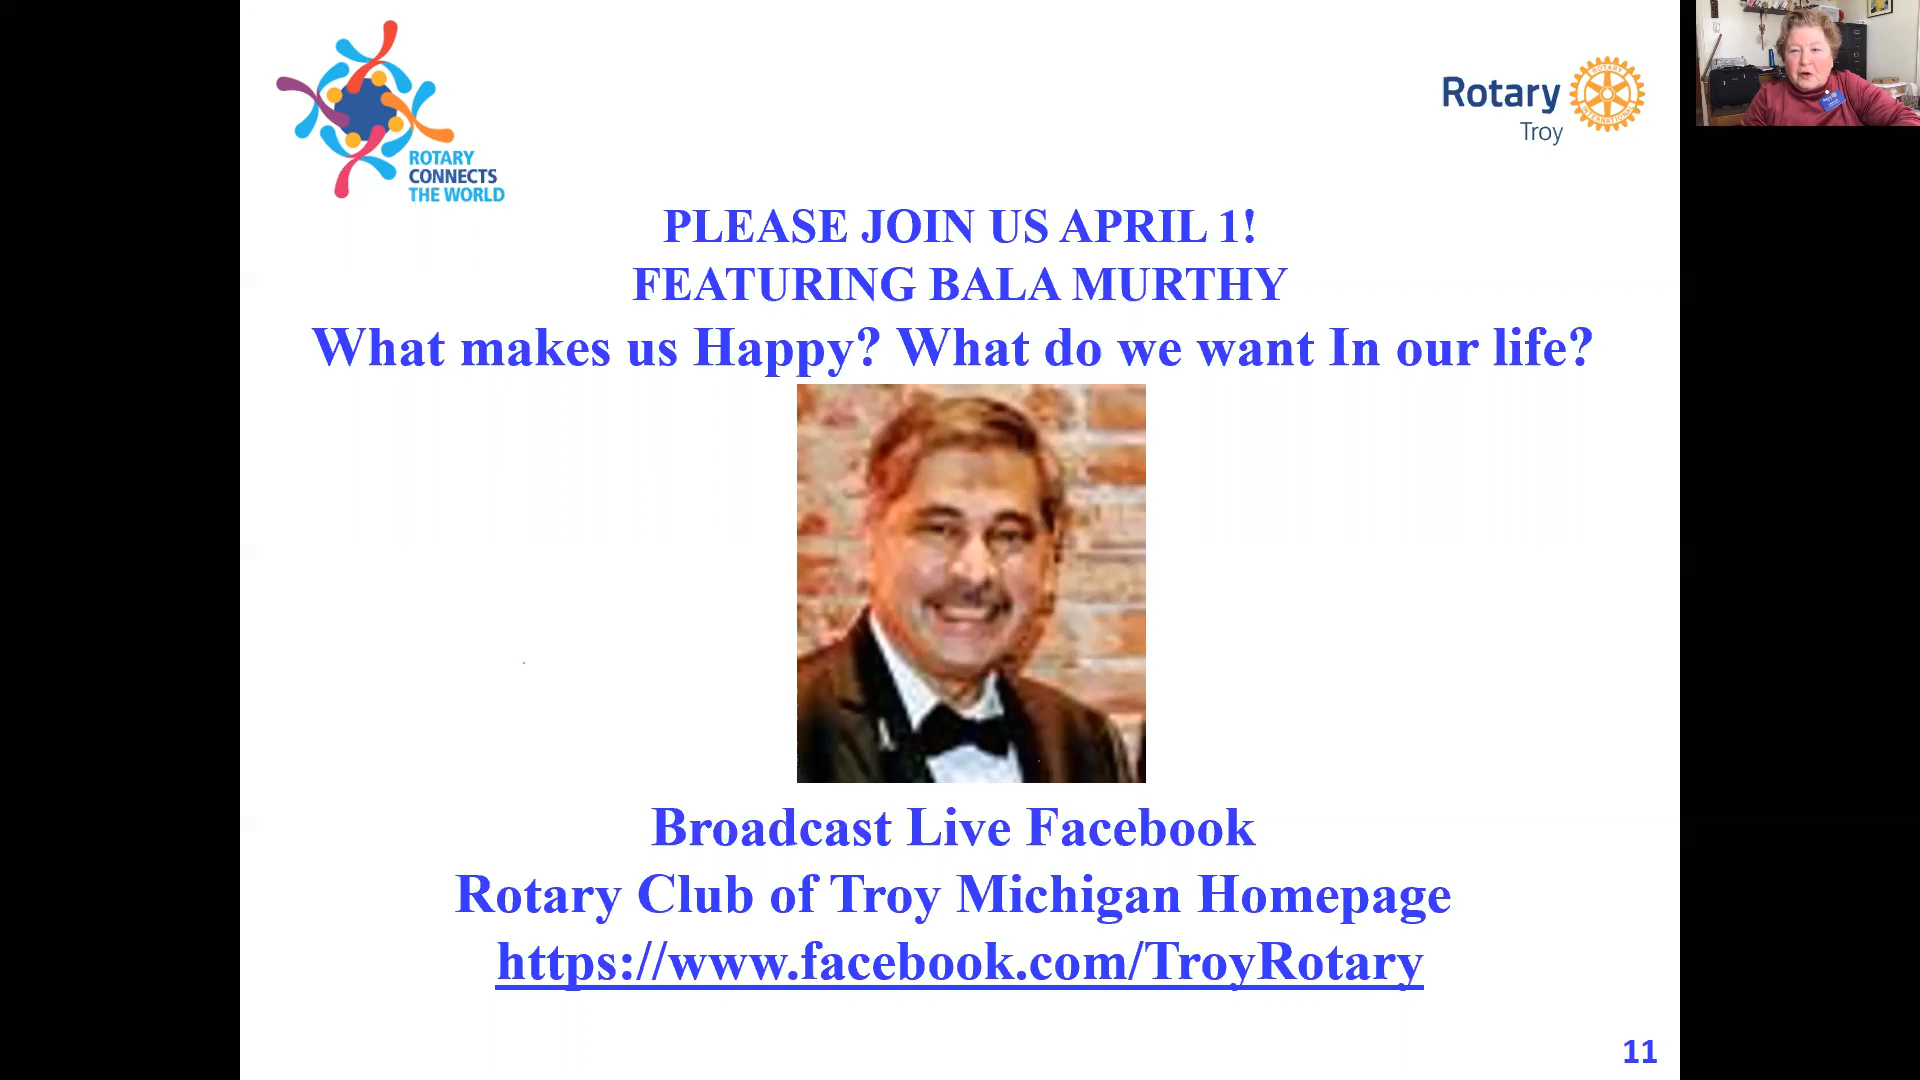 ROTARY
CONNECTS
THE WORLD
Rotary
Troy
ROTARY
INTERNATIONAL
PLEASE JOIN US APRIL 1!
FEATURING BALA MURTHY
What makes us Happy? What do we want In our life?
Broadcast Live Facebook
Rotary Club of Troy Michigan Homepage
https://www.facebook.com/TroyRotary
11